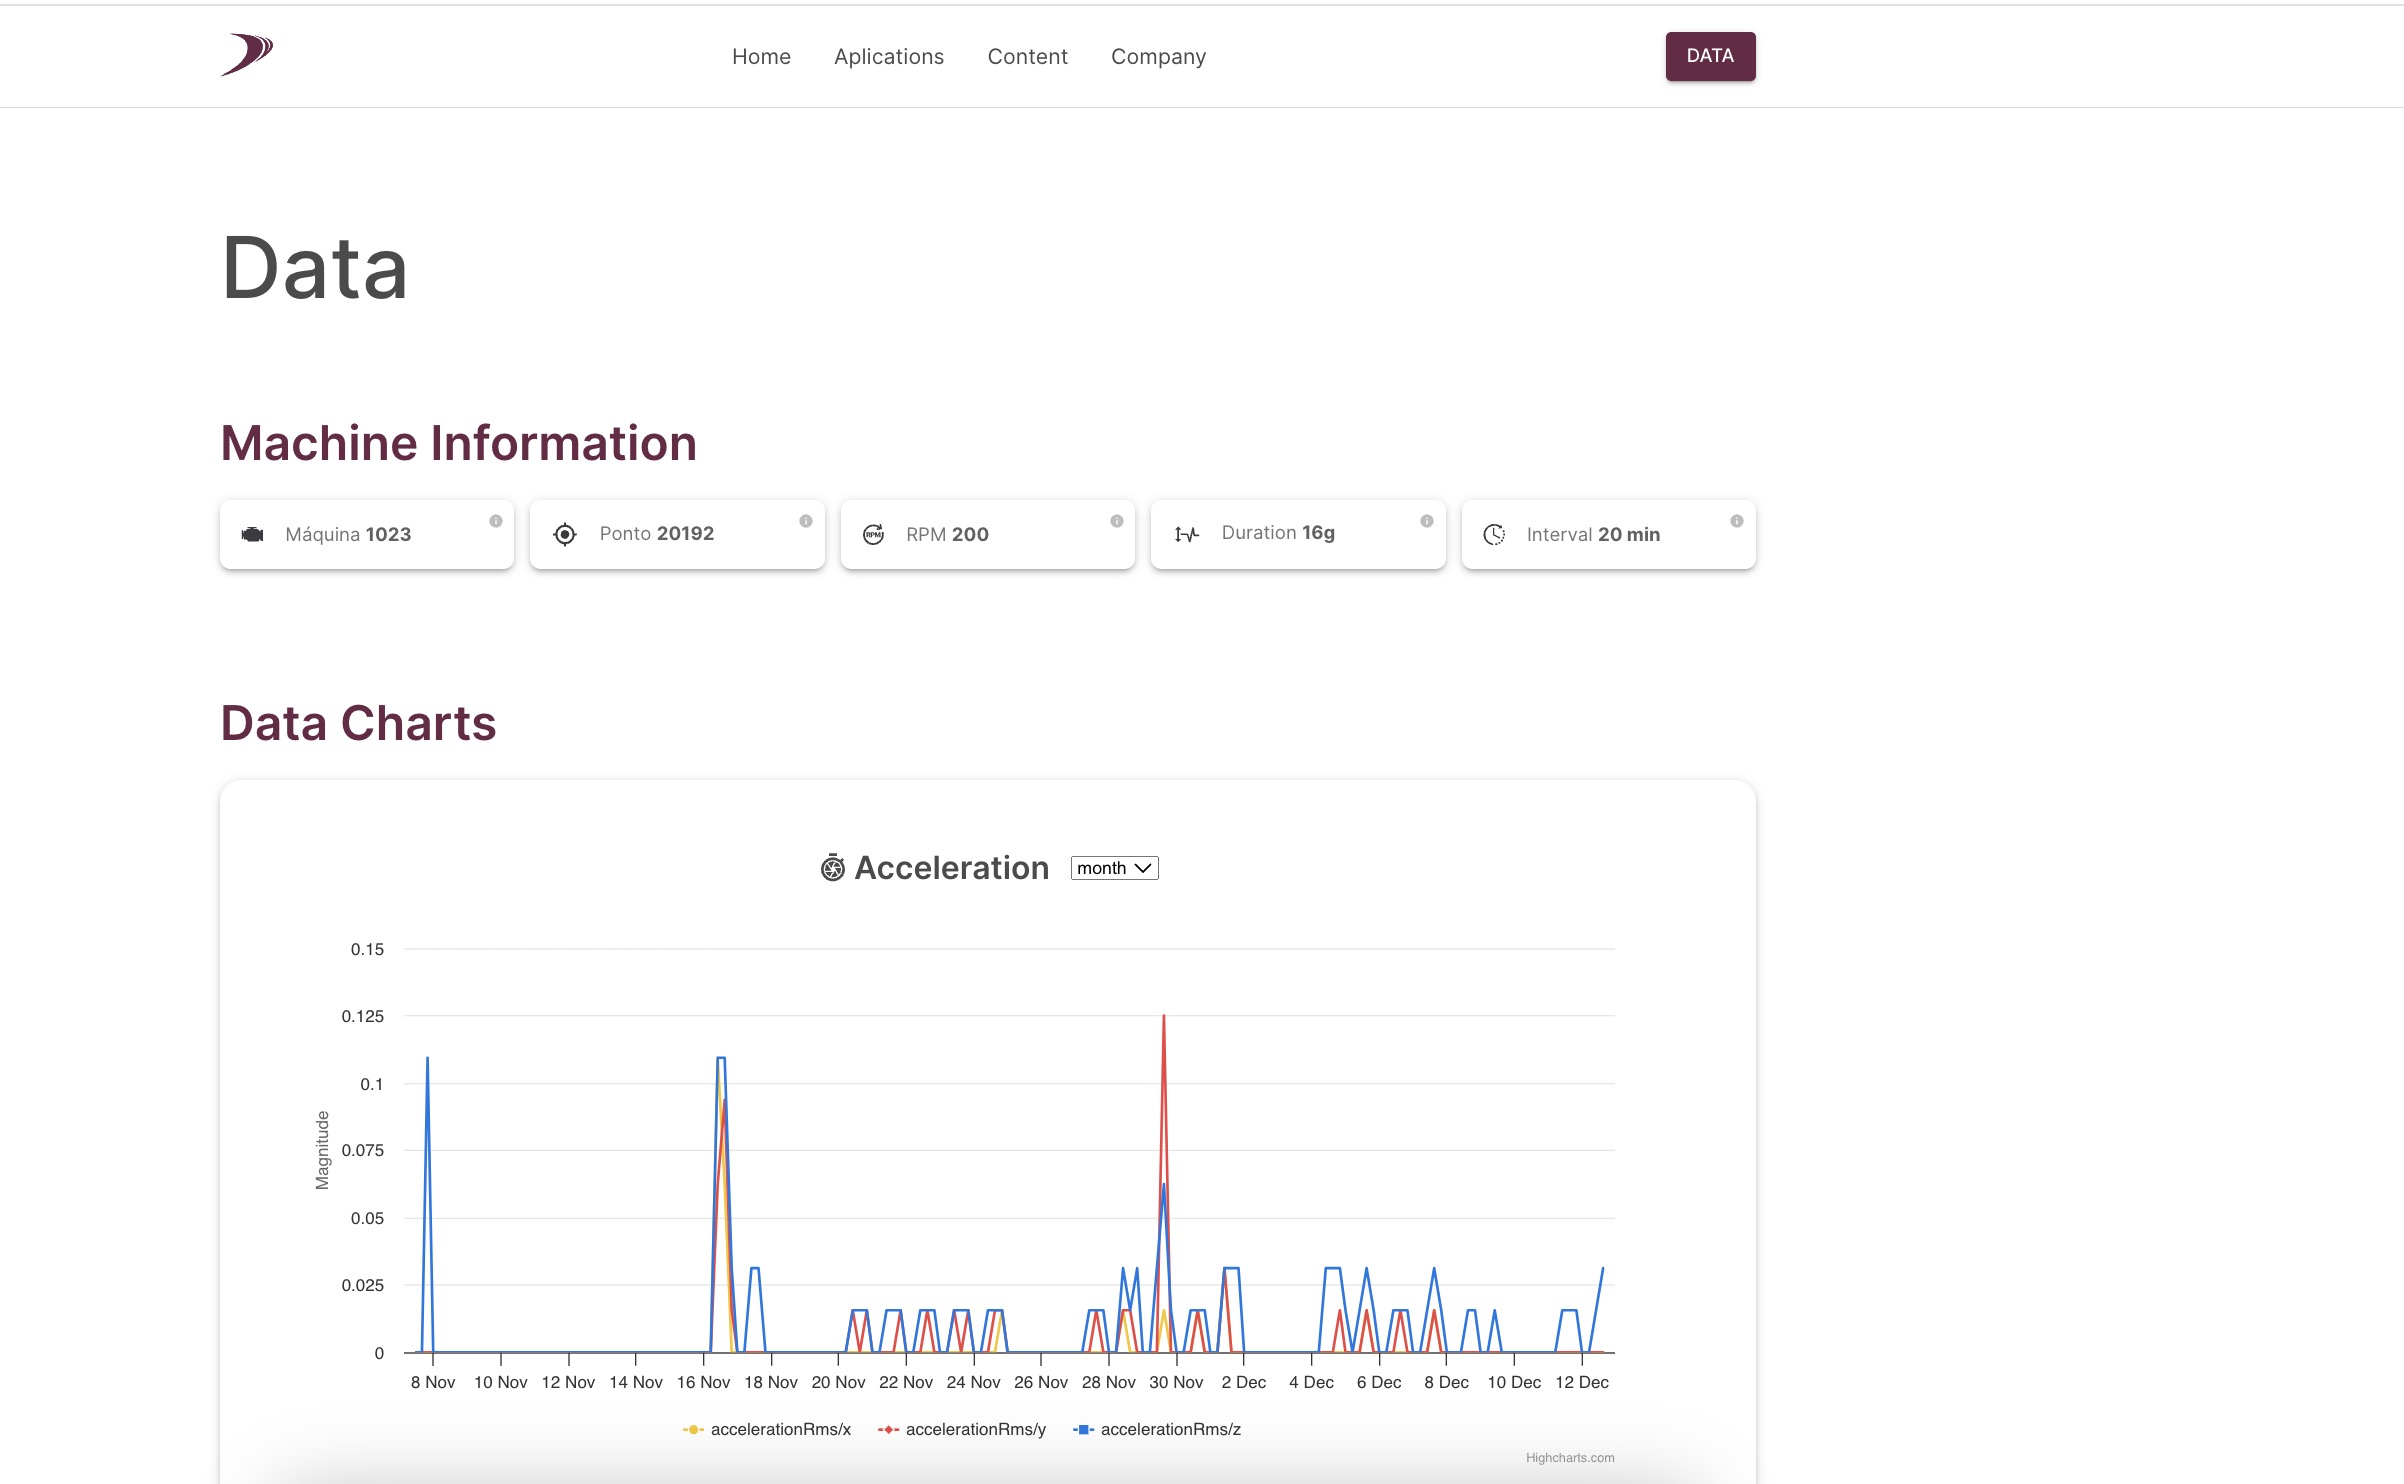 Home Aplications Content Company DATA
Data
Machine Information
Máquina 1023 Ponto 20192 RPM 200 Duration 16g Interval 20 min
Data Charts
Acceleration month
0.15
0.125
0.1
0.075
0.05
0.025
0
Magnitude
8 Nov 10 Nov 12 Nov 14 Nov 16 Nov 18 Nov 20 Nov 22 Nov 24 Nov 26 Nov 28 Nov 30 Nov 2 Dec 4 Dec 6 Dec 8 Dec 10 Dec 12 Dec
accelerationRms/x accelerationRms/y accelerationRms/z
Highcharts.com